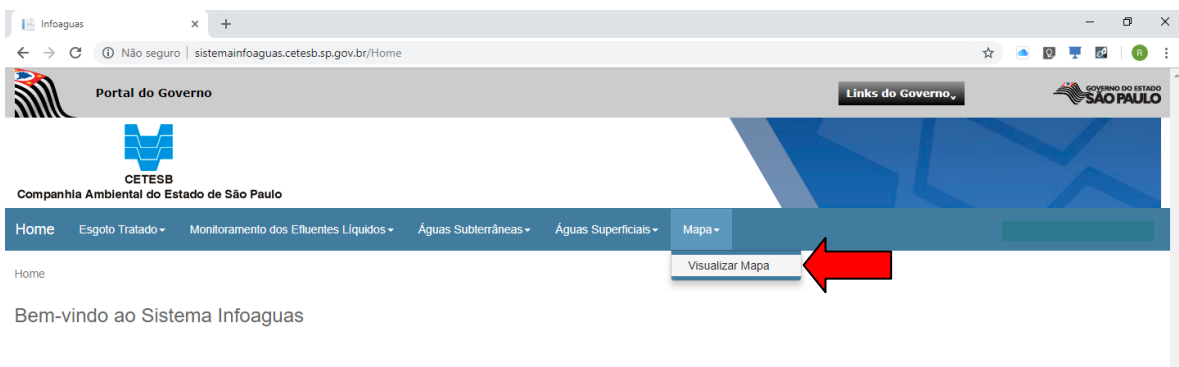 Infoaguas
Não seguro | sistemainfoaguas.cetesb.sp.gov.br/Home
R
Portal do Governo
Links do Governo
GOVERNO DO ESTADO
SÃO PAULO
CETESB
Companhia Ambiental do Estado de São Paulo
Home Esgoto Tratado Monitoramento dos Efluentes Líquidos Águas Subterrâneas Águas Superficiais Mapa
Visualizar Mapa
Home
Bem-vindo ao Sistema Infoaguas